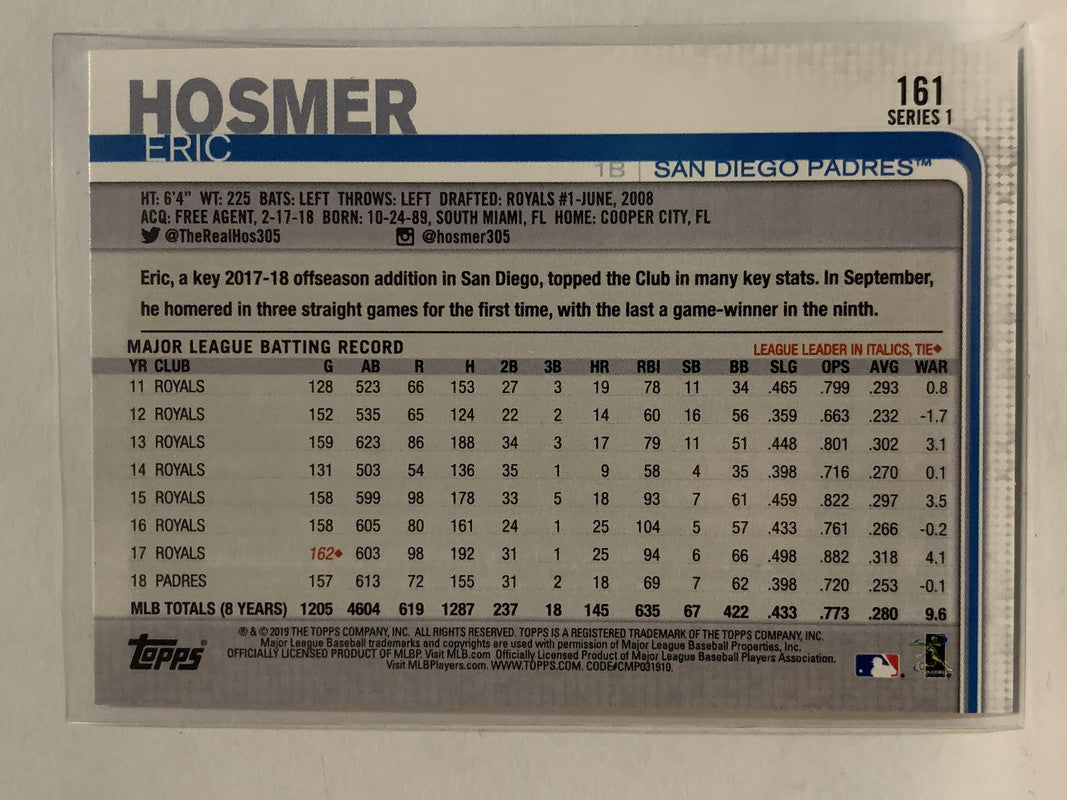 HOSMER
ERIC
161
SERIES 1
1B | SAN DIEGO PADRES™
HT: 6'4" WT: 225 BATS: LEFT THROWS: LEFT DRAFTED: ROYALS #1-JUNE, 2008
ACQ: FREE AGENT, 2-17-18 BORN: 10-24-89, SOUTH MIAMI, FL HOME: COOPER CITY, FL
@TheRealHos305 @hosmer305
Eric, a key 2017-18 offseason addition in San Diego, topped the Club in many key stats. In September,
he homered in three straight games for the first time, with the last a game-winner in the ninth.
MAJOR LEAGUE BATTING RECORD LEAGUE LEADER IN ITALICS, TIE♦
YR CLUB G AB R H 2B 3B HR RBI SB BB SLG OPS AVG WAR
11 ROYALS 128 523 66 153 27 3 19 78 11 34 .465 .799 .293 0.8
12 ROYALS 152 535 65 124 22 2 14 60 16 56 .359 .663 .232 -1.7
13 ROYALS 159 623 86 188 34 3 17 79 11 51 .448 .801 .302 3.1
14 ROYALS 131 503 54 136 35 1 9 58 4 35 .398 .716 .270 0.1
15 ROYALS 158 599 98 178 33 5 18 93 7 61 .459 .822 .297 3.5
16 ROYALS 158 605 80 161 24 1 25 104 5 57 .433 .761 .266 -0.2
17 ROYALS 162♦ 603 98 192 31 1 25 94 6 66 .498 .882 .318 4.1
18 PADRES 157 613 72 155 31 2 18 69 7 62 .398 .720 .253 -0.1
MLB TOTALS (8 YEARS) 1205 4604 619 1287 237 18 145 635 67 422 .433 .773 .280 9.6
topps
® & © 2019 THE TOPPS COMPANY, INC. ALL RIGHTS RESERVED. TOPPS IS A REGISTERED TRADEMARK OF THE TOPPS COMPANY, INC.
Major League Baseball trademarks and copyrights are used with permission of Major League Baseball Properties, Inc.
OFFICIALLY LICENSED PRODUCT OF MLBP Visit MLB.com Officially Licensed Product of Major League Baseball Players Association.
Visit MLBPlayers.com. WWW.TOPPS.COM. CODE#CMP031910.